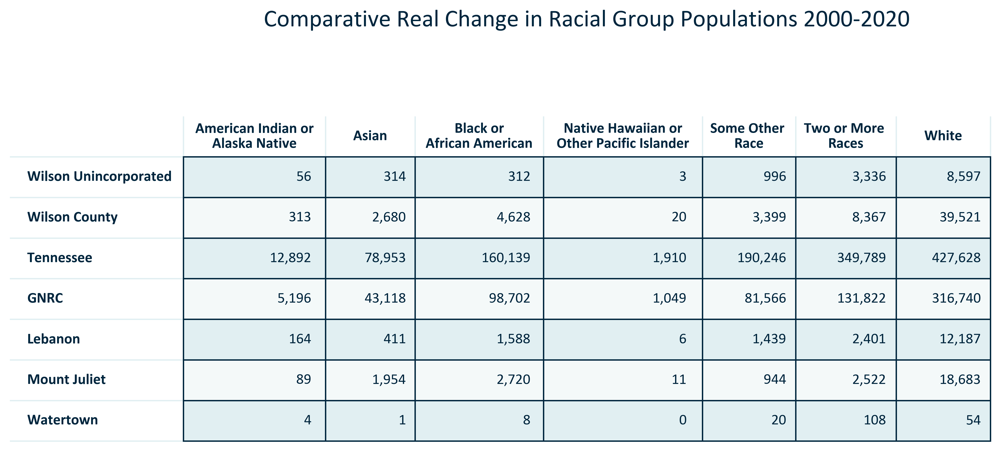 Comparative Real Change in Racial Group Populations 2000-2020
American Indian or
Alaska Native
Asian
Black or
African American
Native Hawaiian or
Other Pacific Islander
Some Other
Race
Two or More
Races
White
Wilson Unincorporated 56 314 312 3 996 3,336 8,597
Wilson County 313 2,680 4,628 20 3,399 8,367 39,521
Tennessee 12,892 78,953 160,139 1,910 190,246 349,789 427,628
GNRC 5,196 43,118 98,702 1,049 81,566 131,822 316,740
Lebanon 164 411 1,588 6 1,439 2,401 12,187
Mount Juliet 89 1,954 2,720 11 944 2,522 18,683
Watertown 4 1 8 0 20 108 54